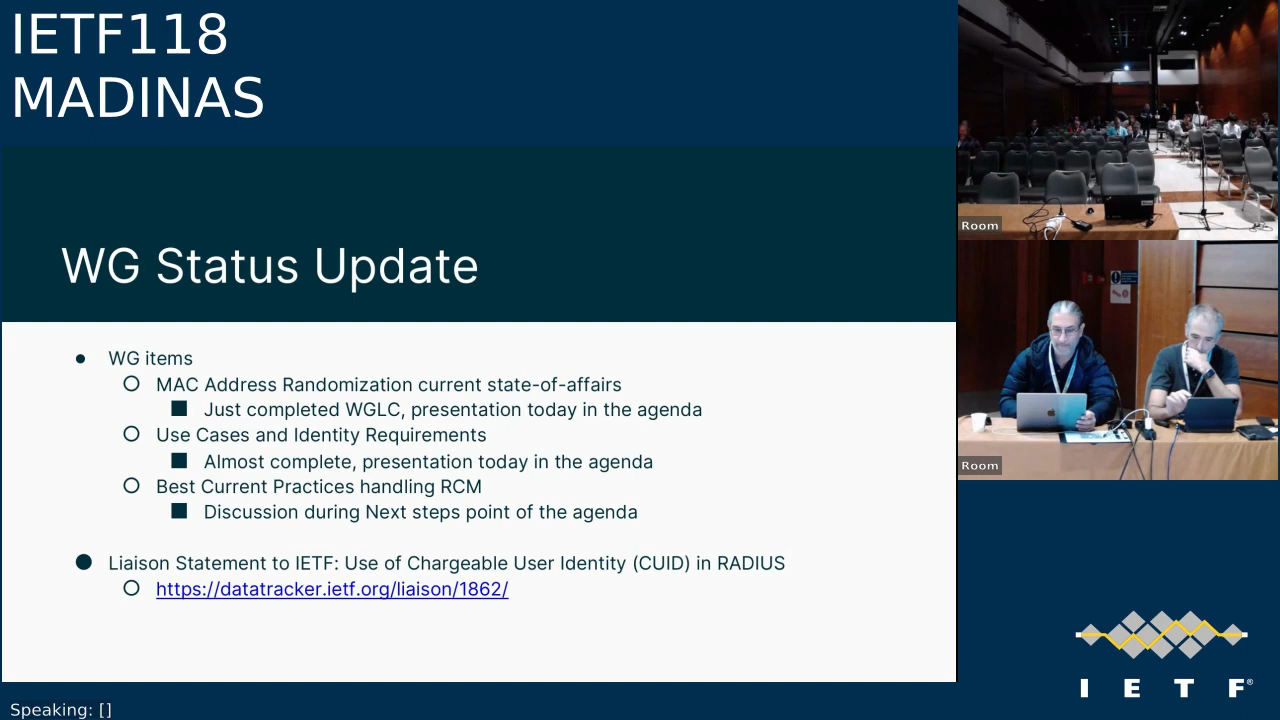 IETF118
MADINAS
WG Status Update
● WG items
○ MAC Address Randomization current state-of-affairs
■ Just completed WGLC, presentation today in the agenda
○ Use Cases and Identity Requirements
■ Almost complete, presentation today in the agenda
○ Best Current Practices handling RCM
■ Discussion during Next steps point of the agenda
● Liaison Statement to IETF: Use of Chargeable User Identity (CUID) in RADIUS
○ https://datatracker.ietf.org/liaison/1862/
Speaking: []
Room
Room
I E T F®